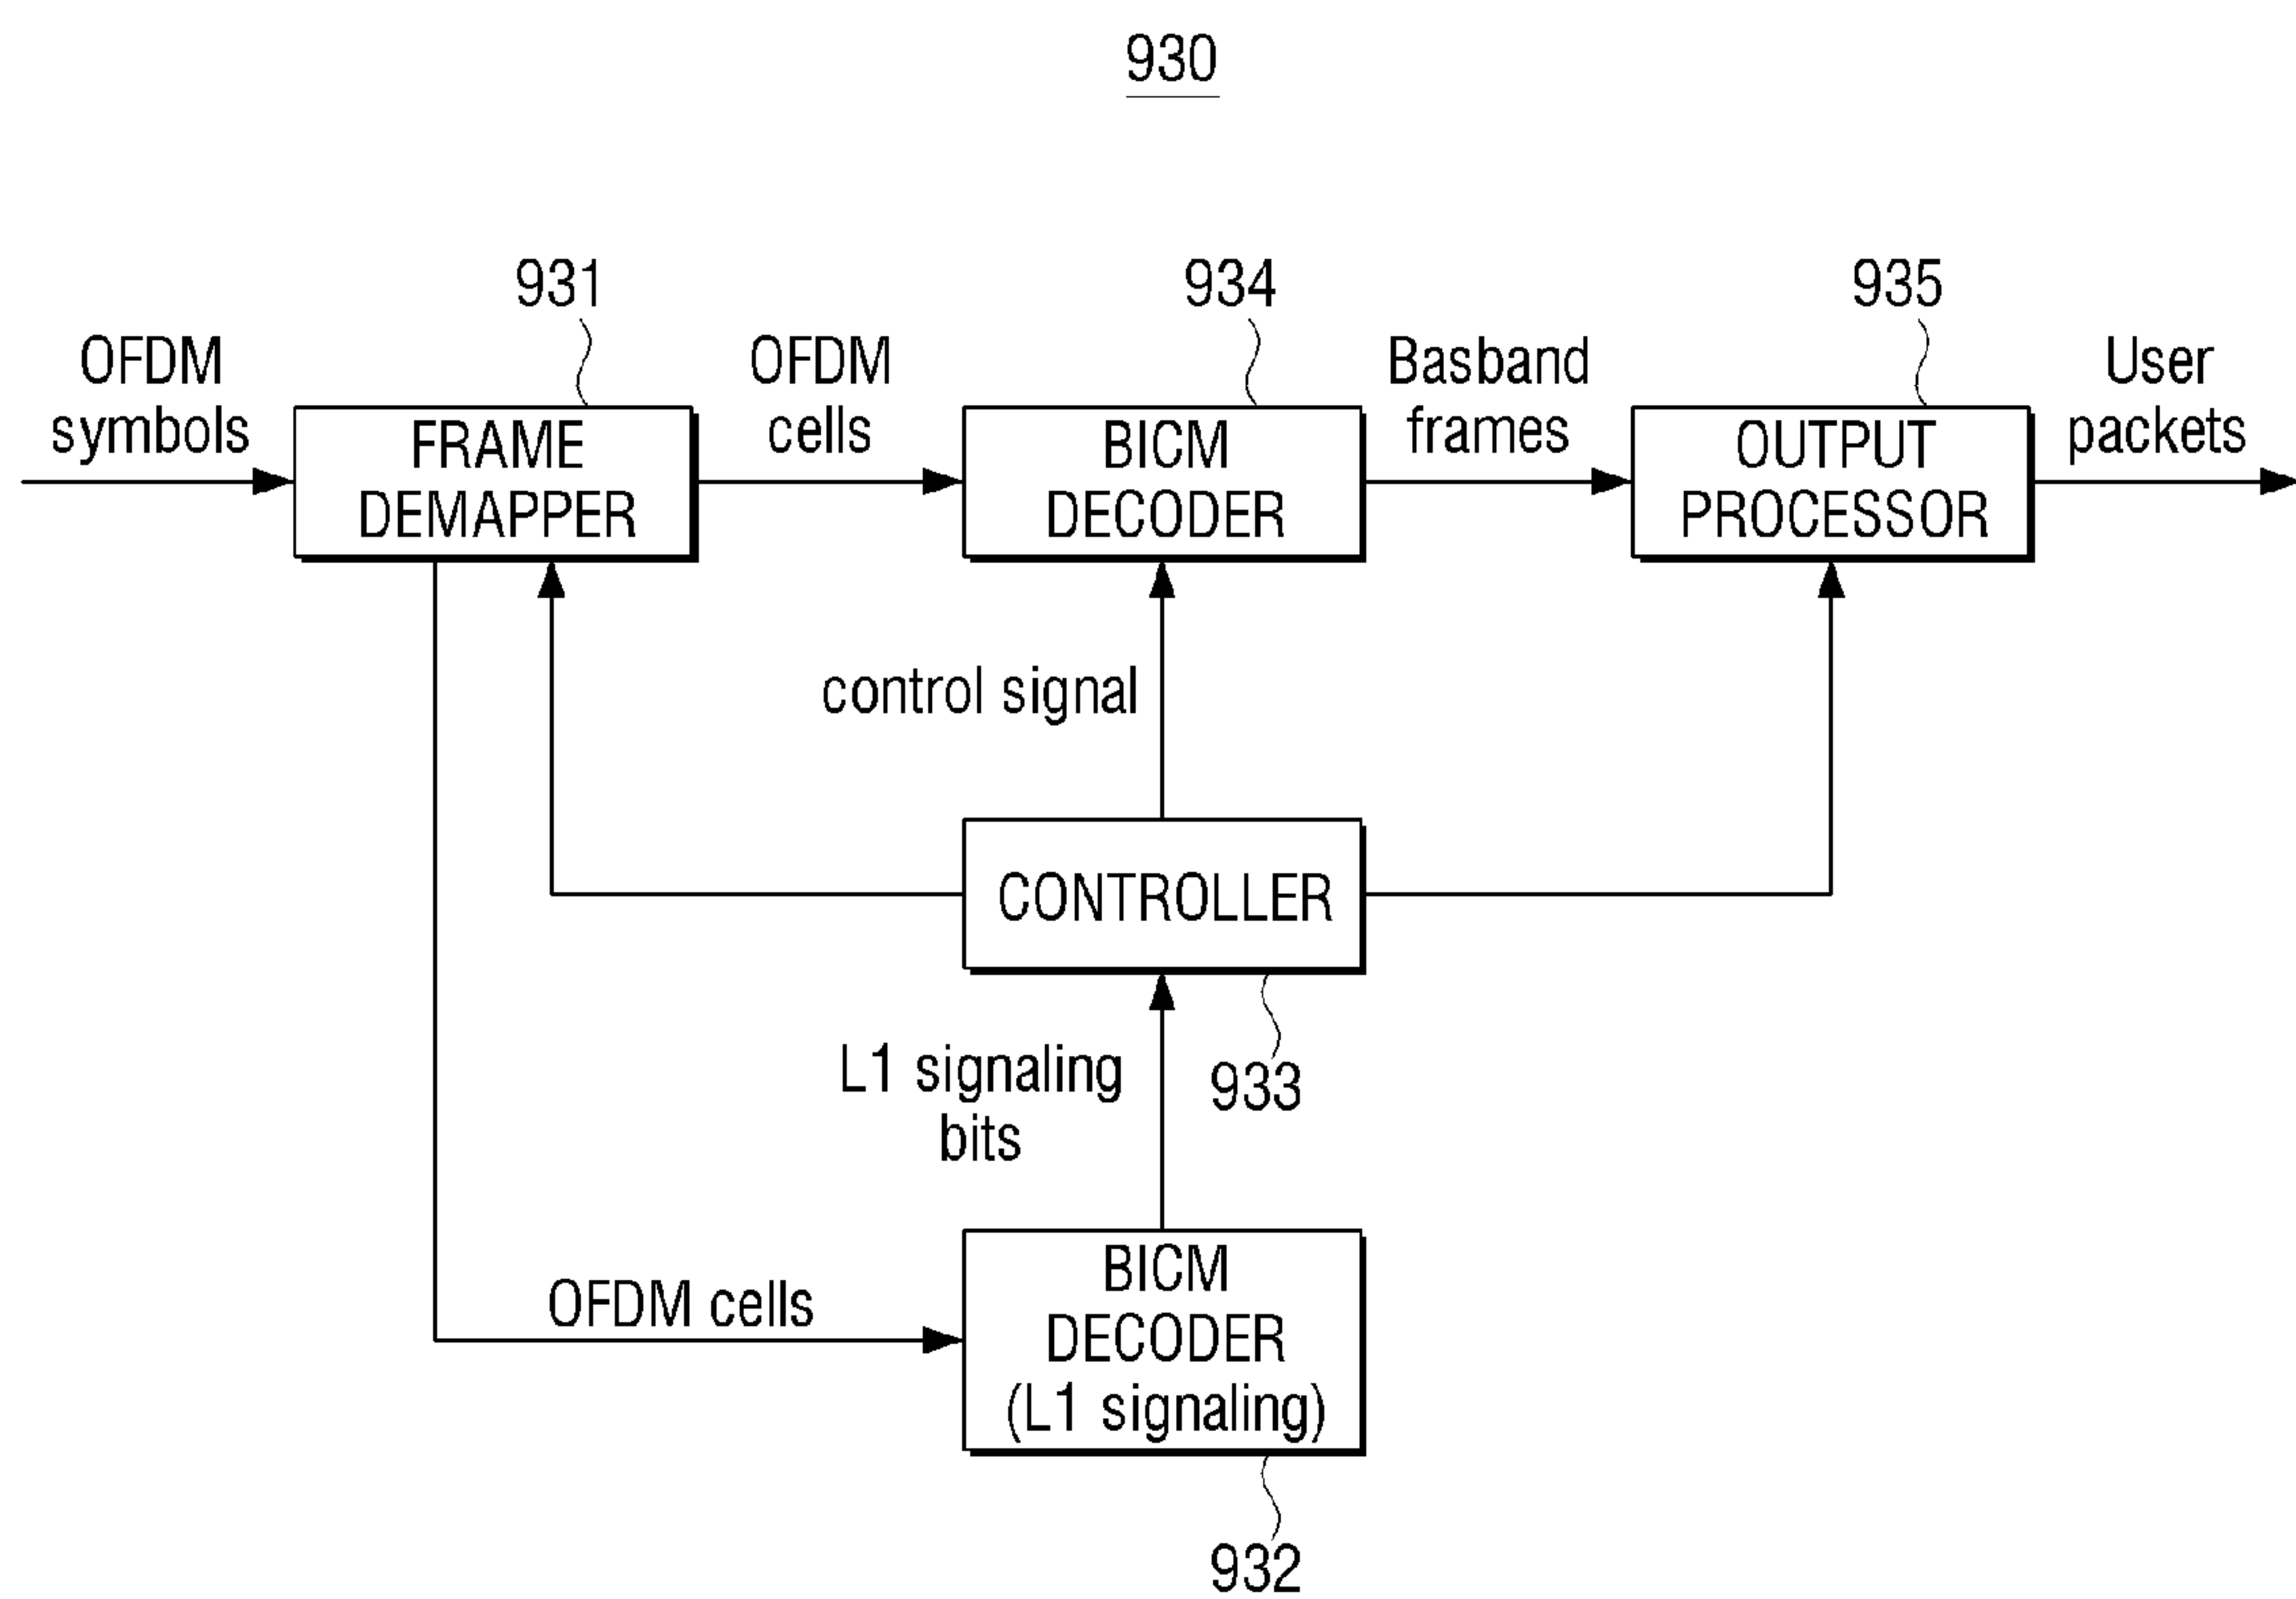 930
931
934
935
OFDM
symbols
OFDM
cells
Basband
frames
User
packets
FRAME
DEMAPPER
BICM
DECODER
OUTPUT
PROCESSOR
control signal
CONTROLLER
933
L1 signaling
bits
OFDM cells
BICM
DECODER
(L1 signaling)
932